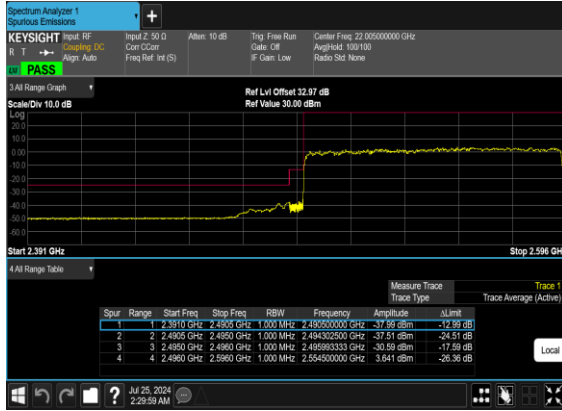 Spectrum Analyzer 1
Spurious Emissions
KEYSIGHT Input: RF Input Z: 50 Ω Atten: 10 dB Trig: Free Run Center Freq: 22.005000000 GHz
R T Coupling: DC Corr CCorr Gate: Off Avg|Hold: 100/100
Align: Auto Freq Ref: Int (S) IF Gain: Low Radio Std: None
PASS
3 All Range Graph
Ref Lvl Offset 32.97 dB
Scale/Div 10.0 dB Ref Value 30.00 dBm
Log
20.0
10.0
0.00
-10.0
-20.0
-30.0
-40.0
-50.0
-60.0
Start 2.391 GHz Stop 2.596 GH
4 All Range Table
Measure Trace Trace 1
Trace Type Trace Average (Active)
Spur Range Start Freq Stop Freq RBW Frequency Amplitude ΔLimit
1 1 2.3910 GHz 2.4905 GHz 1.000 MHz 2.490500000 GHz -37.99 dBm -12.99 dB
2 2 2.4905 GHz 2.4950 GHz 1.000 MHz 2.494302500 GHz -37.51 dBm -24.51 dB
3 3 2.4950 GHz 2.4960 GHz 1.000 MHz 2.495993333 GHz -30.59 dBm -17.59 dB
4 4 2.4960 GHz 2.5960 GHz 1.000 MHz 2.554500000 GHz 3.641 dBm -26.36 dB
Local
Jul 25, 2024
2:29:59 AM